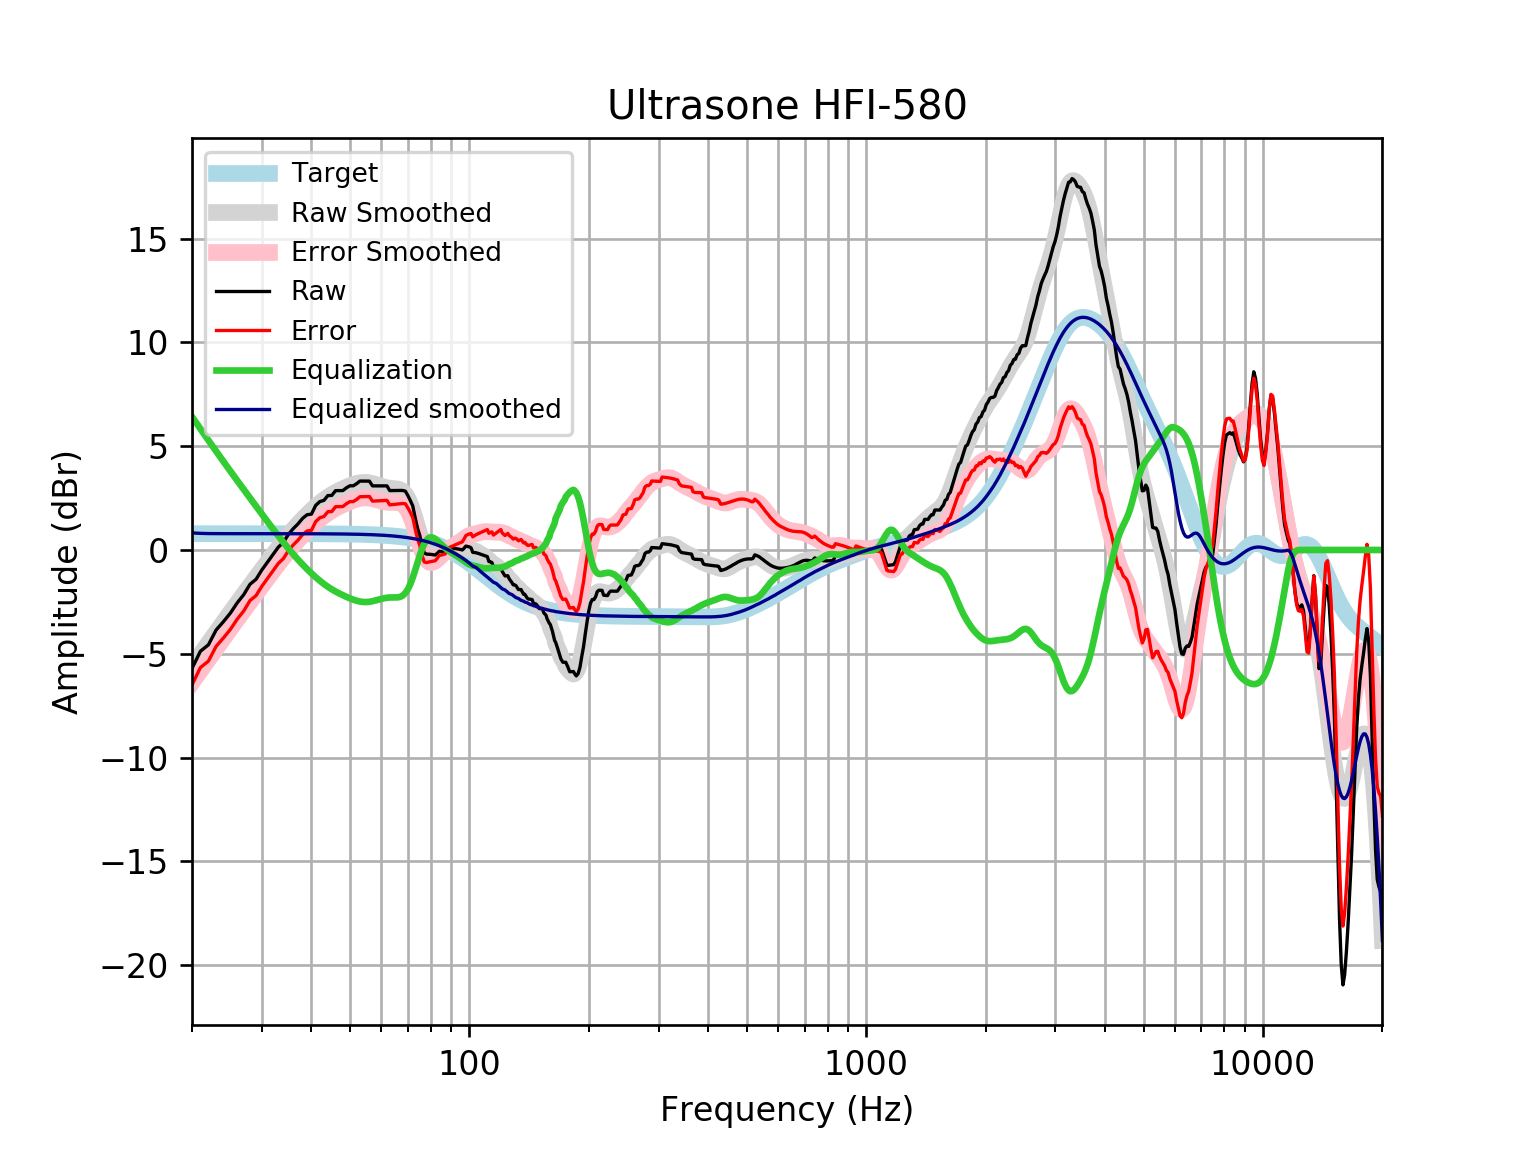 Ultrasone HFI-580
Target
Raw Smoothed
Error Smoothed
Raw
Error
Equalization
Equalized smoothed
15
10
5
0
−5
−10
−15
−20
Amplitude (dBr)
100
1000
10000
Frequency (Hz)